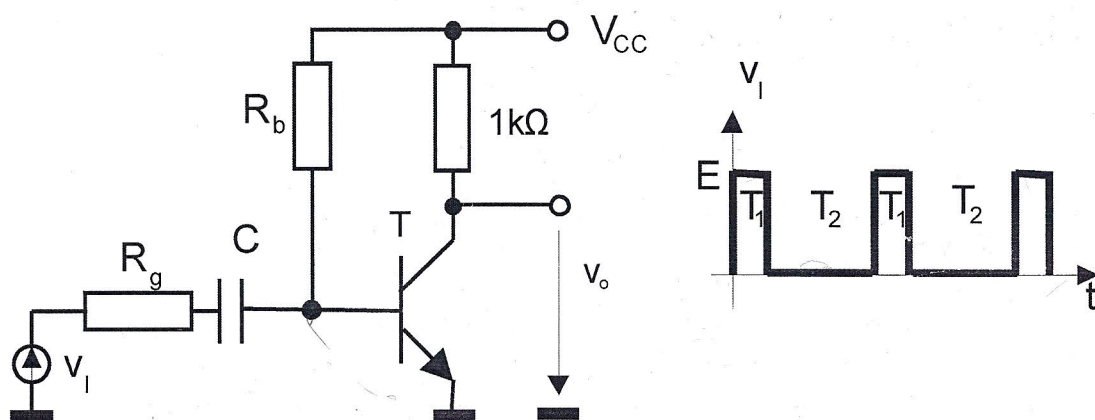 V_CC
R_b
1kΩ
C
T
v_o
R_g
v_I
v_I
E
T_1
T_2
T_1
T_2
t